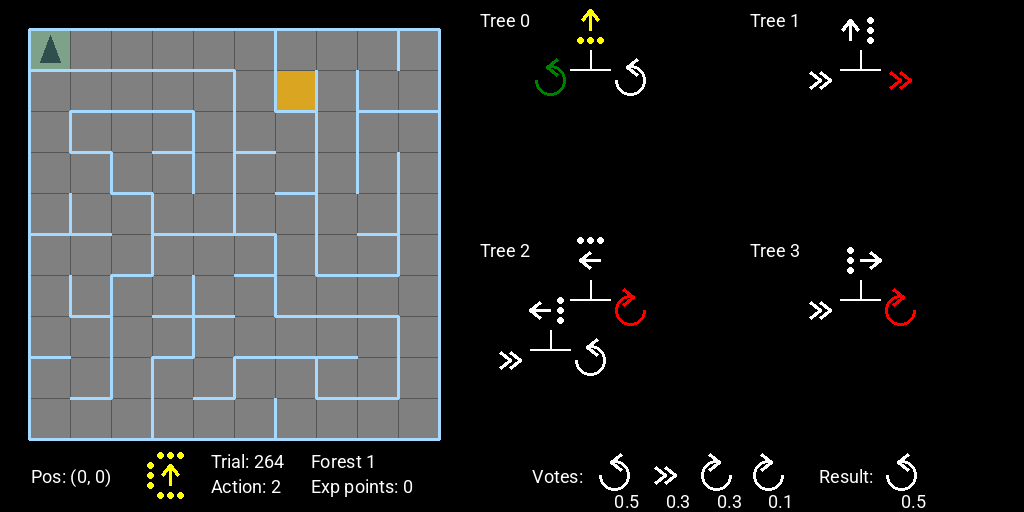 Tree 0
Tree 1
Tree 2
Tree 3
Pos: (0, 0)
Trial: 264
Forest 1
Action: 2
Exp points: 0
Votes:
0.5
0.3
0.3
0.1
Result:
0.5